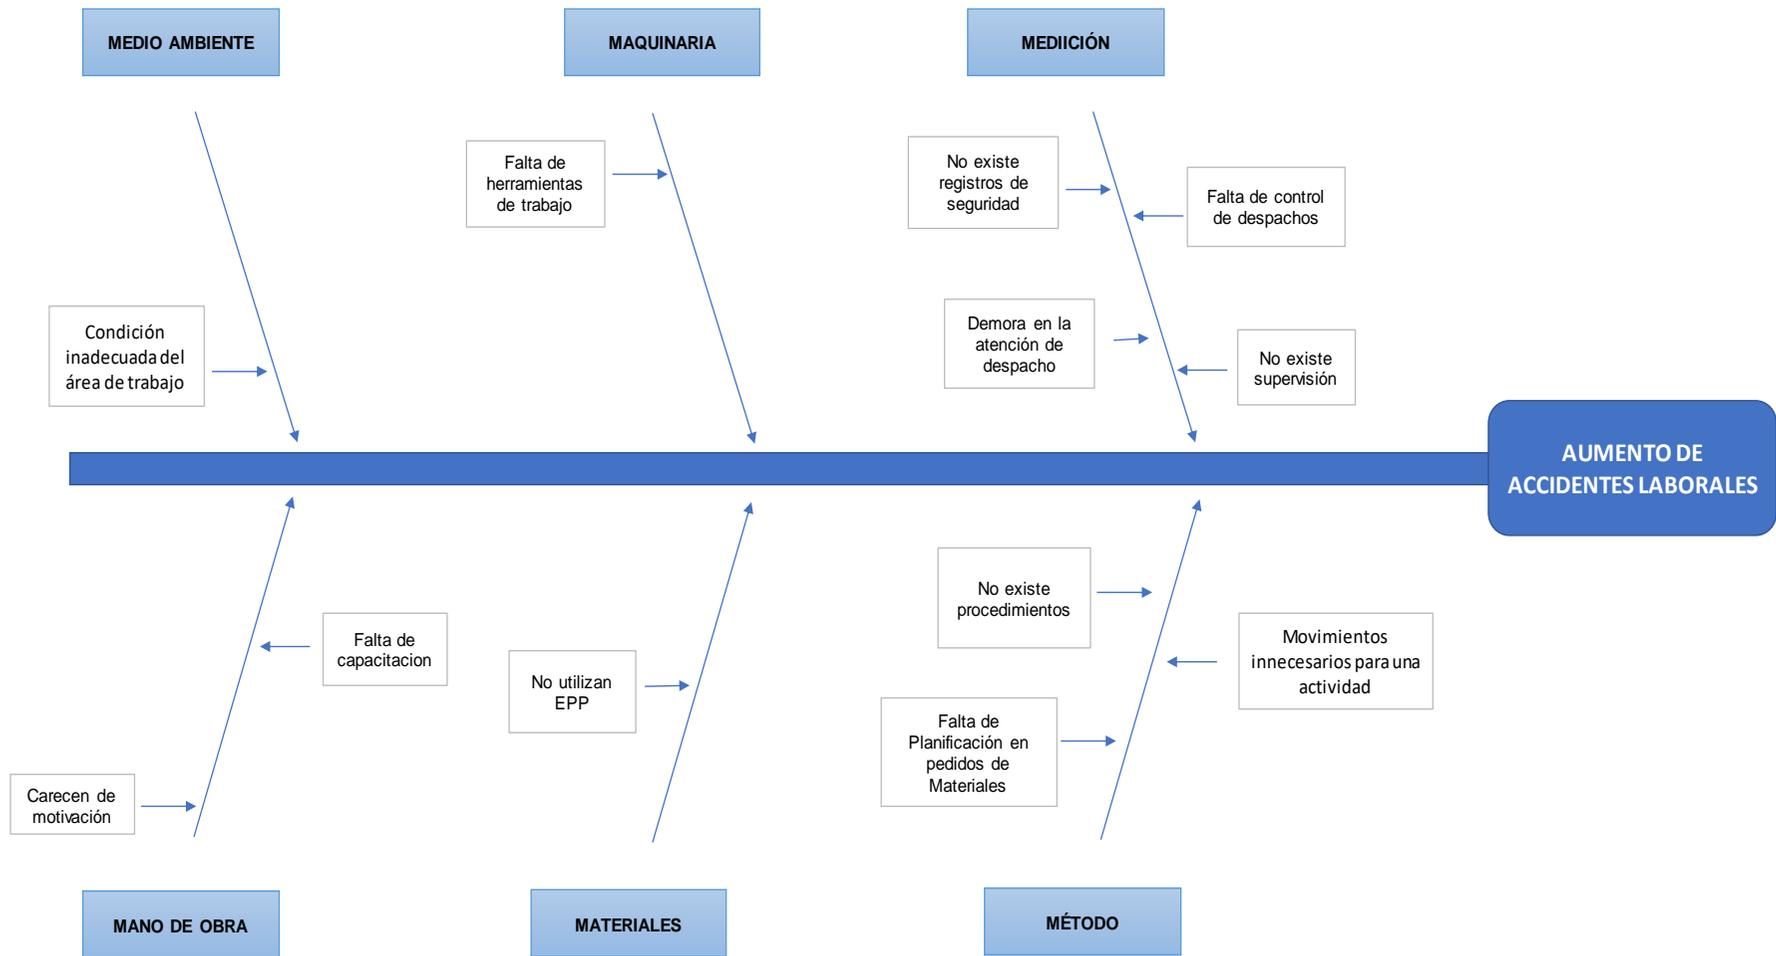 MEDIO AMBIENTE
MAQUINARIA
MEDIICIÓN
Falta de
herramientas
de trabajo
No existe
registros de
seguridad
Falta de control
de despachos
Condición
inadecuada del
área de trabajo
Demora en la
atención de
despacho
No existe
supervisión
AUMENTO DE
ACCIDENTES LABORALES
Falta de
capacitacion
No utilizan
EPP
No existe
procedimientos
Movimientos
innecesarios para una
actividad
Falta de
Planificación en
pedidos de
Materiales
Carecen de
motivación
MANO DE OBRA
MATERIALES
MÉTODO